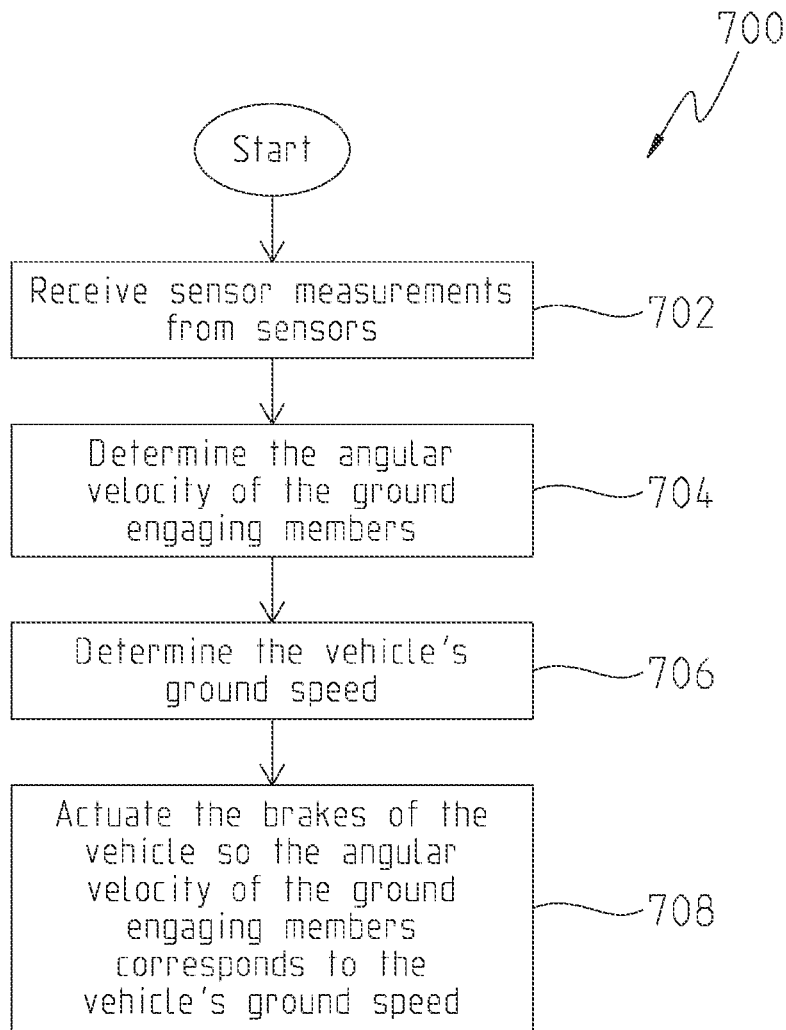 700
Start
Receive sensor measurements
from sensors
702
Determine the angular
velocity of the ground
engaging members
704
Determine the vehicle's
ground speed
706
Actuate the brakes of the
vehicle so the angular
velocity of the ground
engaging members
corresponds to the
vehicle's ground speed
708